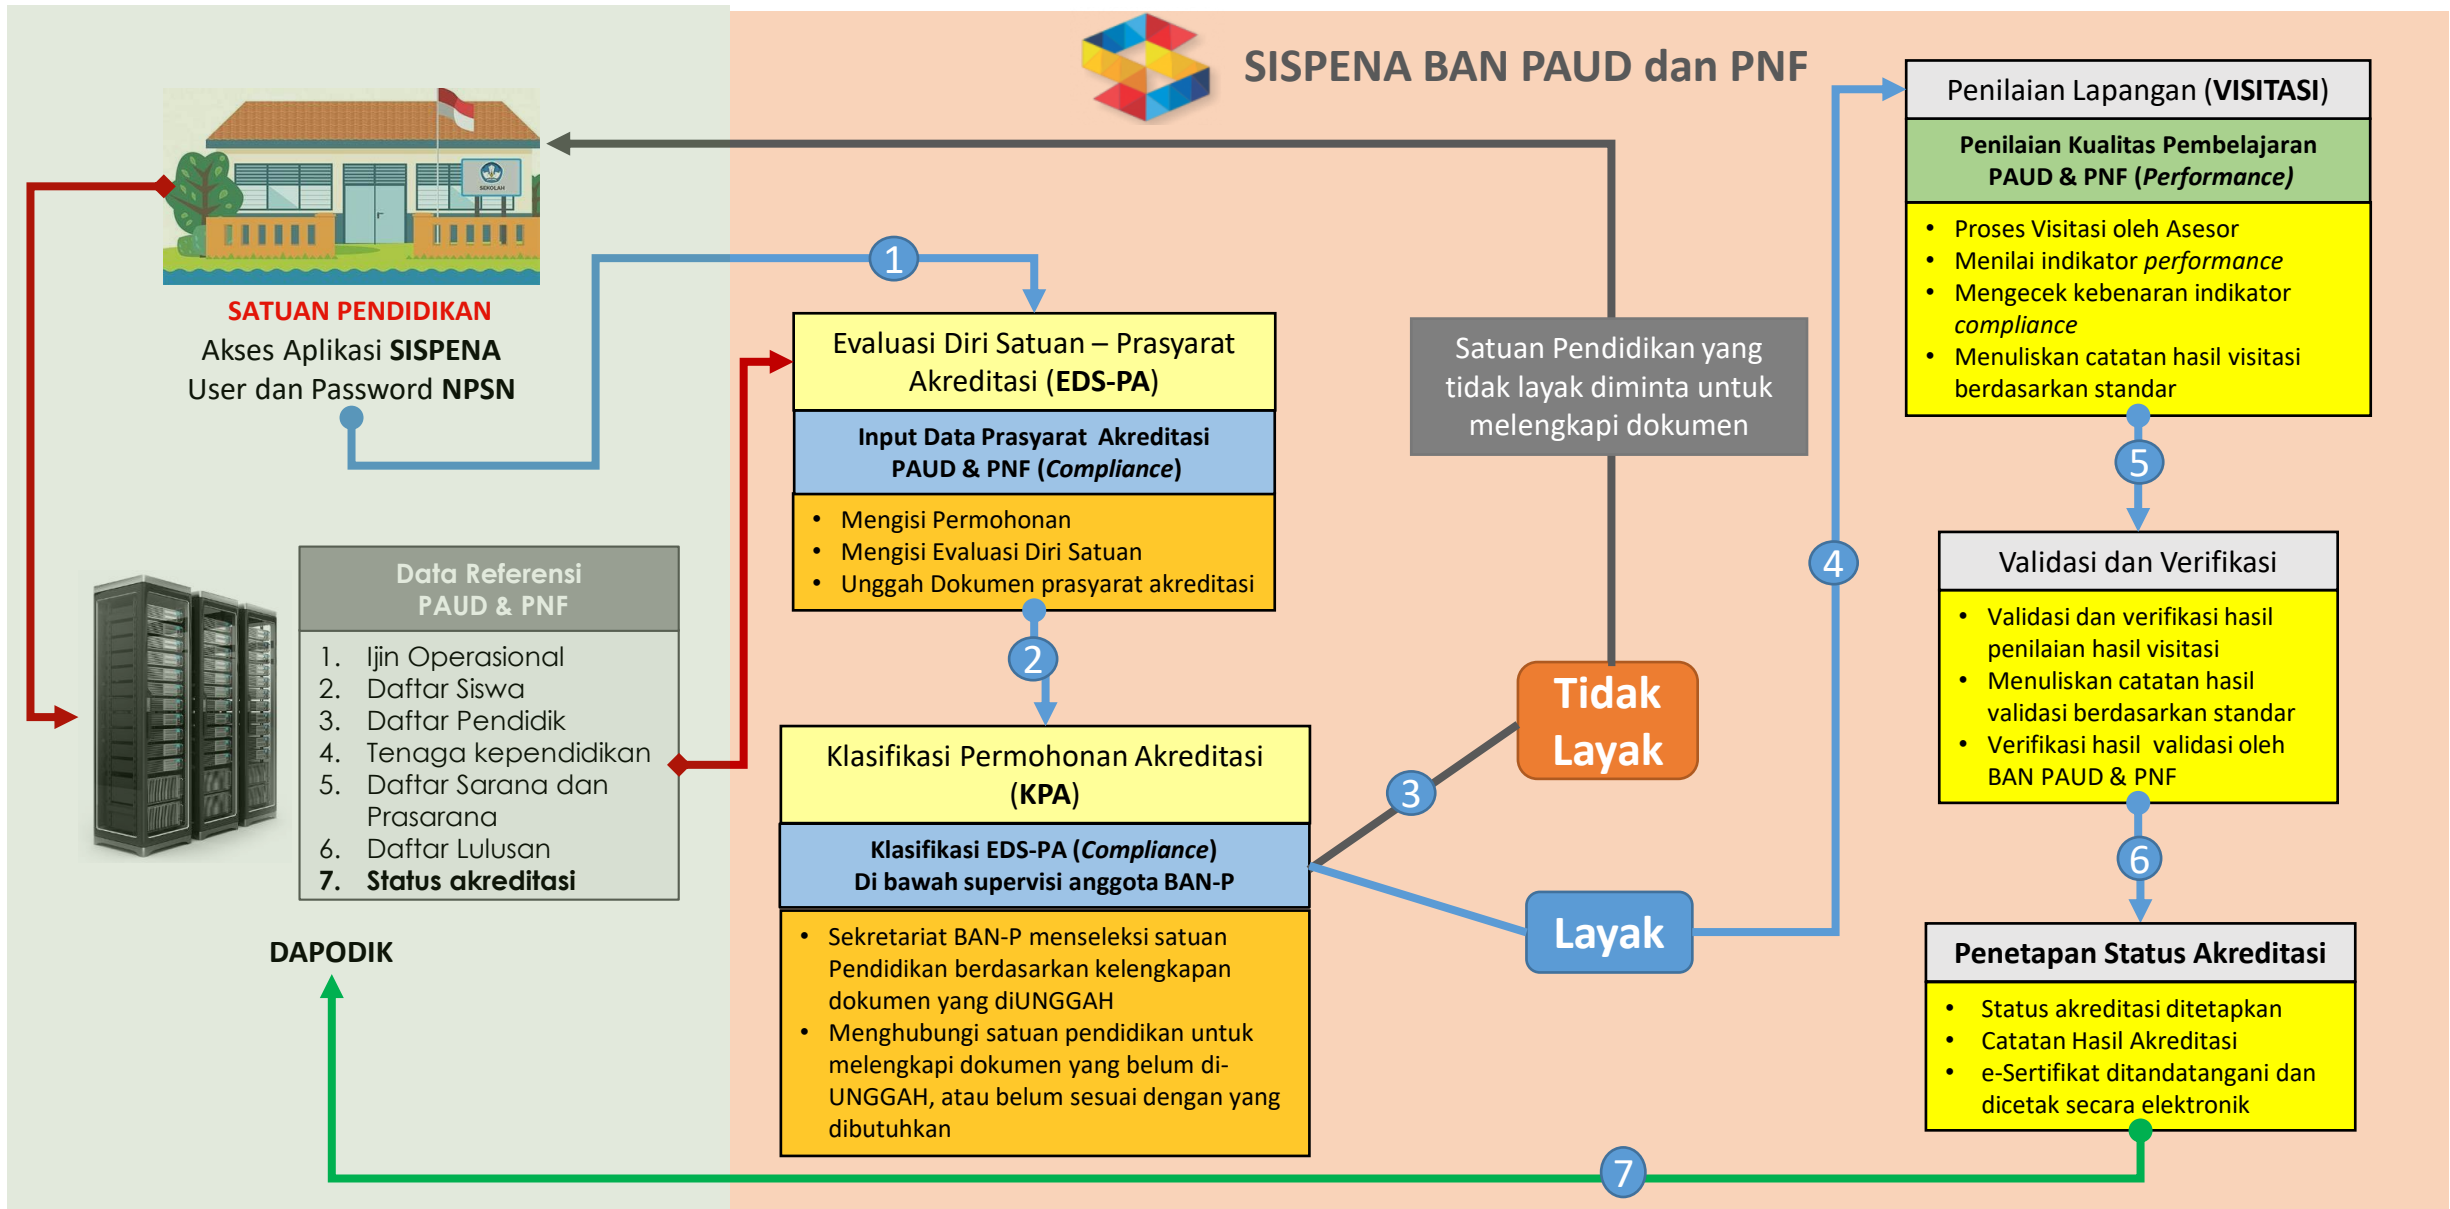 SISPENA BAN PAUD dan PNF
SEKOLAH
SATUAN PENDIDIKAN
Akses Aplikasi SISPENA
User dan Password NPSN
Data Referensi
PAUD & PNF
1. Ijin Operasional
2. Daftar Siswa
3. Daftar Pendidik
4. Tenaga kependidikan
5. Daftar Sarana dan
Prasarana
6. Daftar Lulusan
7. Status akreditasi
DAPODIK
1
Evaluasi Diri Satuan – Prasyarat
Akreditasi (EDS-PA)
Input Data Prasyarat Akreditasi
PAUD & PNF (Compliance)
• Mengisi Permohonan
• Mengisi Evaluasi Diri Satuan
• Unggah Dokumen prasyarat akreditasi
2
Klasifikasi Permohonan Akreditasi
(KPA)
Klasifikasi EDS-PA (Compliance)
Di bawah supervisi anggota BAN-P
• Sekretariat BAN-P menseleksi satuan
Pendidikan berdasarkan kelengkapan
dokumen yang diUNGGAH
• Menghubungi satuan pendidikan untuk
melengkapi dokumen yang belum di-
UNGGAH, atau belum sesuai dengan yang
dibutuhkan
3
Tidak
Layak
Satuan Pendidikan yang
tidak layak diminta untuk
melengkapi dokumen
Layak
4
Penilaian Lapangan (VISITASI)
Penilaian Kualitas Pembelajaran
PAUD & PNF (Performance)
• Proses Visitasi oleh Asesor
• Menilai indikator performance
• Mengecek kebenaran indikator
compliance
• Menuliskan catatan hasil visitasi
berdasarkan standar
5
Validasi dan Verifikasi
• Validasi dan verifikasi hasil
penilaian hasil visitasi
• Menuliskan catatan hasil
validasi berdasarkan standar
• Verifikasi hasil validasi oleh
BAN PAUD & PNF
6
Penetapan Status Akreditasi
• Status akreditasi ditetapkan
• Catatan Hasil Akreditasi
• e-Sertifikat ditandatangani dan
dicetak secara elektronik
7